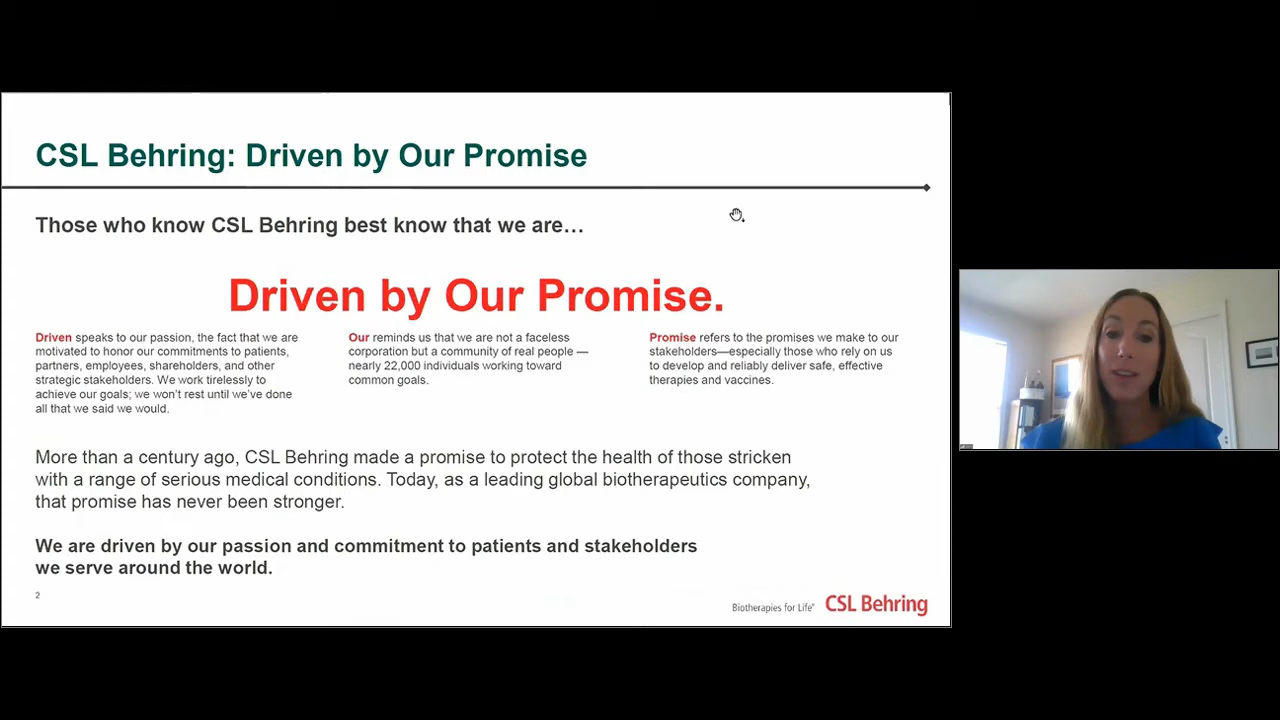 CSL Behring: Driven by Our Promise
Those who know CSL Behring best know that we are…
Driven by Our Promise.
Driven speaks to our passion, the fact that we are
motivated to honor our commitments to patients,
partners, employees, shareholders, and other
strategic stakeholders. We work tirelessly to
achieve our goals; we won't rest until we've done
all that we said we would.
Our reminds us that we are not a faceless
corporation but a community of real people —
nearly 22,000 individuals working toward
common goals.
Promise refers to the promises we make to our
stakeholders—especially those who rely on us
to develop and reliably deliver safe, effective
therapies and vaccines.
More than a century ago, CSL Behring made a promise to protect the health of those stricken
with a range of serious medical conditions. Today, as a leading global biotherapeutics company,
that promise has never been stronger.
We are driven by our passion and commitment to patients and stakeholders
we serve around the world.
2
Biotherapies for Life® CSL Behring